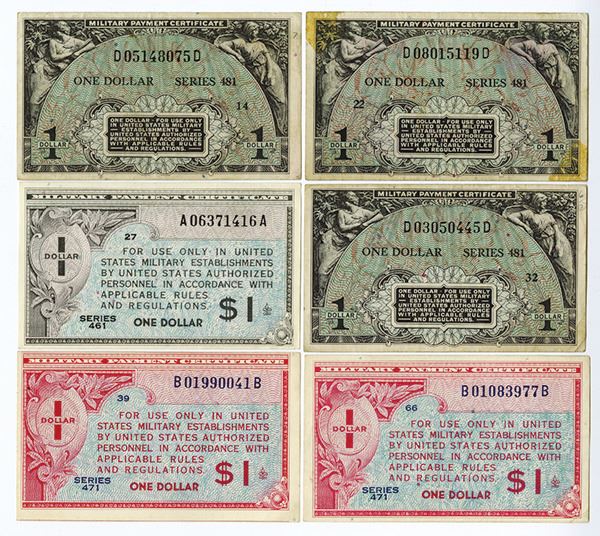 MILITARY PAYMENT CERTIFICATE
D05148075D
ONE DOLLAR SERIES 481
14
ONE DOLLAR - FOR USE ONLY
IN UNITED STATES MILITARY
ESTABLISHMENTS BY
UNITED STATES AUTHORIZED
PERSONNEL IN ACCORDANCE
WITH APPLICABLE RULES
AND REGULATIONS.
1 DOLLAR
1 DOLLAR
MILITARY PAYMENT CERTIFICATE
D08015119D
ONE DOLLAR SERIES 481
22
ONE DOLLAR - FOR USE ONLY
IN UNITED STATES MILITARY
ESTABLISHMENTS BY
UNITED STATES AUTHORIZED
PERSONNEL IN ACCORDANCE
WITH APPLICABLE RULES
AND REGULATIONS.
1 DOLLAR
1 DOLLAR
MILITARY PAYMENT CERTIFICATE
A06371416A
27
1
DOLLAR
FOR USE ONLY IN UNITED
STATES MILITARY ESTABLISHMENTS
BY UNITED STATES AUTHORIZED
PERSONNEL IN ACCORDANCE WITH
APPLICABLE RULES
AND REGULATIONS.
$1
SERIES
461
ONE DOLLAR
MILITARY PAYMENT CERTIFICATE
D03050445D
ONE DOLLAR SERIES 481
32
ONE DOLLAR - FOR USE ONLY
IN UNITED STATES MILITARY
ESTABLISHMENTS BY
UNITED STATES AUTHORIZED
PERSONNEL IN ACCORDANCE
WITH APPLICABLE RULES
AND REGULATIONS.
1 DOLLAR
1 DOLLAR
MILITARY PAYMENT CERTIFICATE
B01990041B
39
1
DOLLAR
FOR USE ONLY IN UNITED
STATES MILITARY ESTABLISHMENTS
BY UNITED STATES AUTHORIZED
PERSONNEL IN ACCORDANCE WITH
APPLICABLE RULES
AND REGULATIONS.
$1
SERIES
471
ONE DOLLAR
MILITARY PAYMENT CERTIFICATE
B01083977B
66
1
DOLLAR
FOR USE ONLY IN UNITED
STATES MILITARY ESTABLISHMENTS
BY UNITED STATES AUTHORIZED
PERSONNEL IN ACCORDANCE WITH
APPLICABLE RULES
AND REGULATIONS.
$1
SERIES
471
ONE DOLLAR